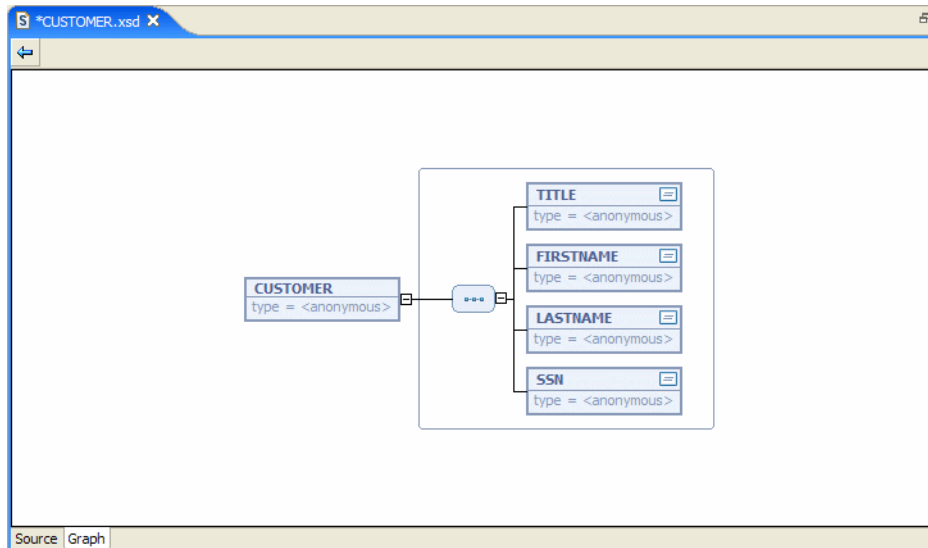 *CUSTOMER.xsd
TITLE
type = <anonymous>
FIRSTNAME
type = <anonymous>
CUSTOMER
type = <anonymous>
LASTNAME
type = <anonymous>
SSN
type = <anonymous>
Source Graph